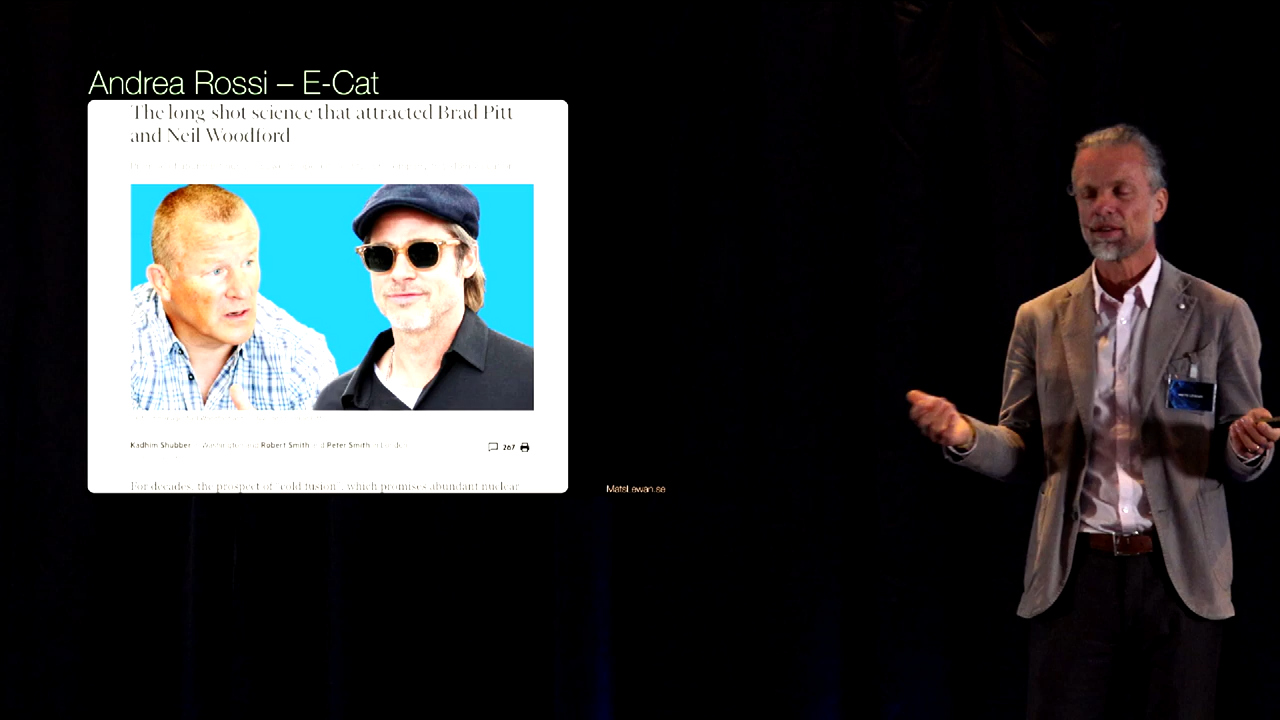 Andrea Rossi – E-Cat
The long shot science that attracted Brad Pitt
and Neil Woodford
Kadhim Shubber Robert Smith and Peter Smith
267
For decades, the prospect of cold fusion, which promises abundant nuclear
MatsLewan.se